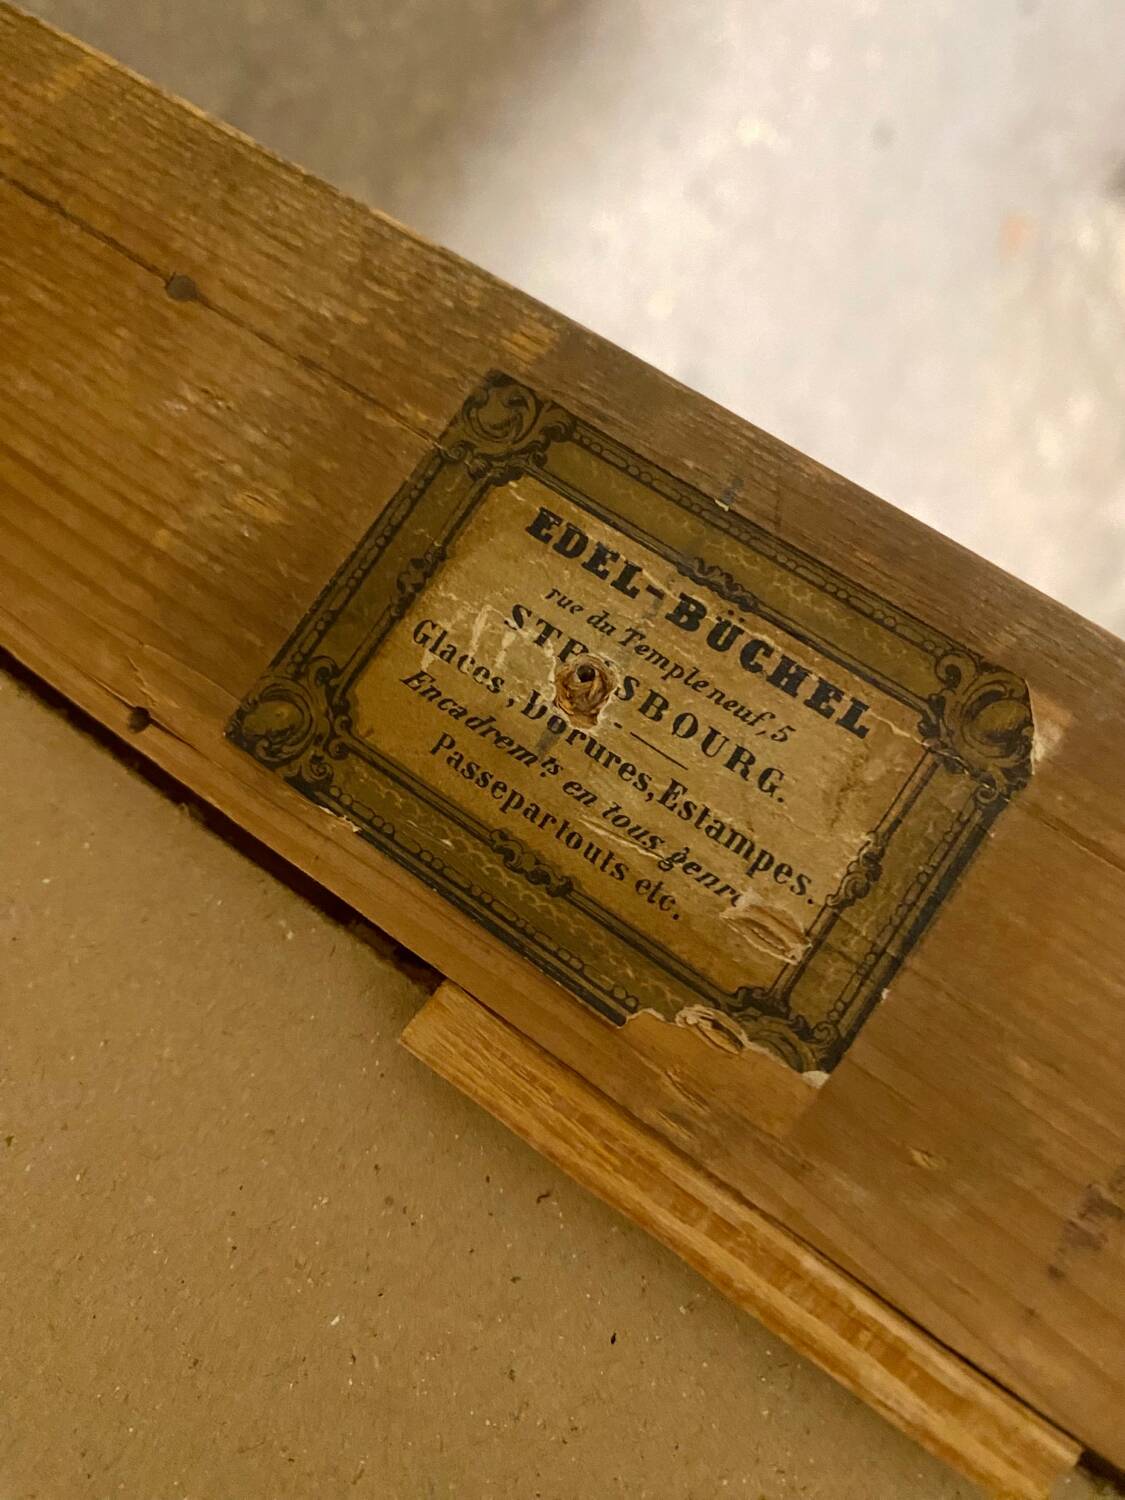 EDEL-BÜCHEL
rue du Temple neuf, 5
STRASBOURG.
Glaces, Dorures, Estampes.
Encadremts. en tous genre
Passepartouts etc.